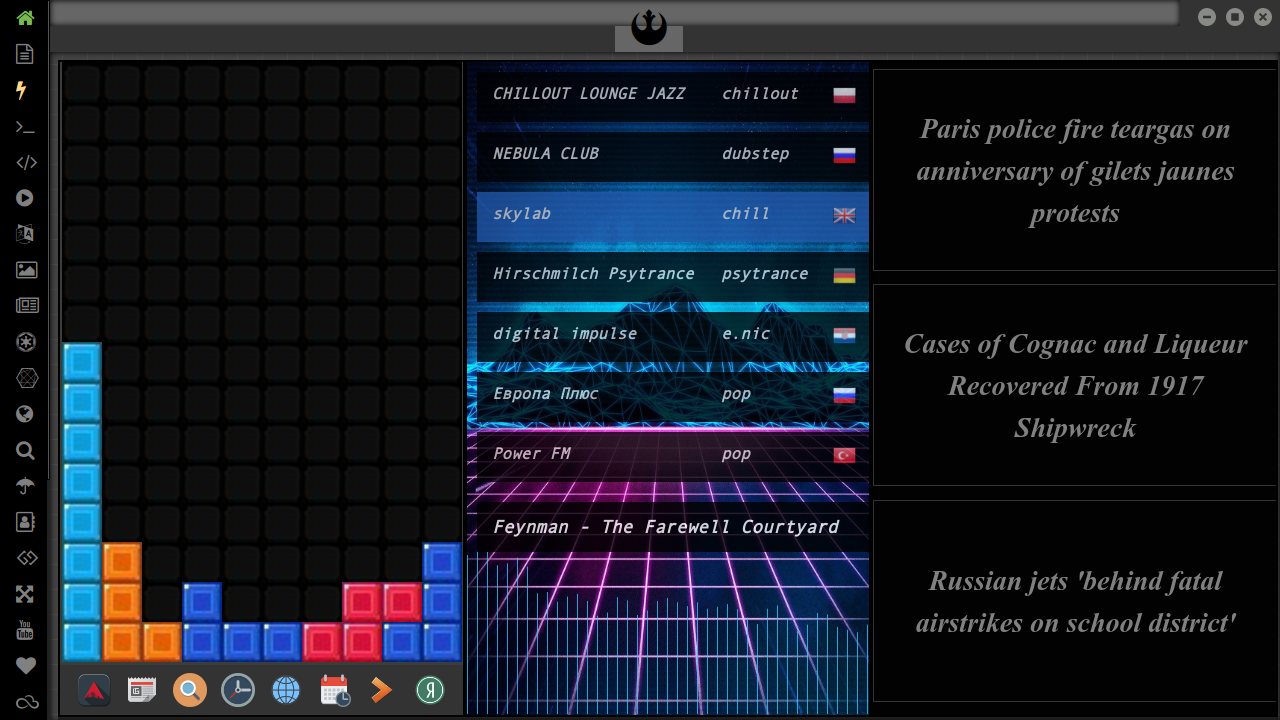 CHILLOUT LOUNGE JAZZ chillout
NEBULA CLUB dubstep
skylab chill
Hirschmilch Psytrance psytrance
digital impulse e.nic
Европа Плюс pop
Power FM pop
Feynman - The Farewell Courtyard
Paris police fire teargas on
anniversary of gilets jaunes
protests
Cases of Cognac and Liqueur
Recovered From 1917
Shipwreck
Russian jets 'behind fatal
airstrikes on school district'
You
Tube
Я